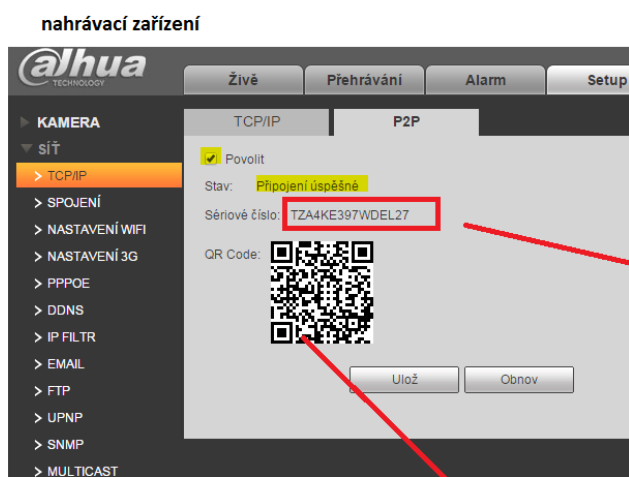 nahrávací zařízení
alhua
TECHNOLOGY
Živě Přehrávání Alarm Setup
KAMERA
SÍŤ
> TCP/IP
> SPOJENÍ
> NASTAVENÍ WIFI
> NASTAVENÍ 3G
> PPPOE
> DDNS
> IP FILTR
> EMAIL
> FTP
> UPNP
> SNMP
> MULTICAST
TCP/IP P2P
Povolit
Stav: Připojení úspěšné
Sériové číslo: TZA4KE397WDEL27
QR Code:
Ulož Obnov